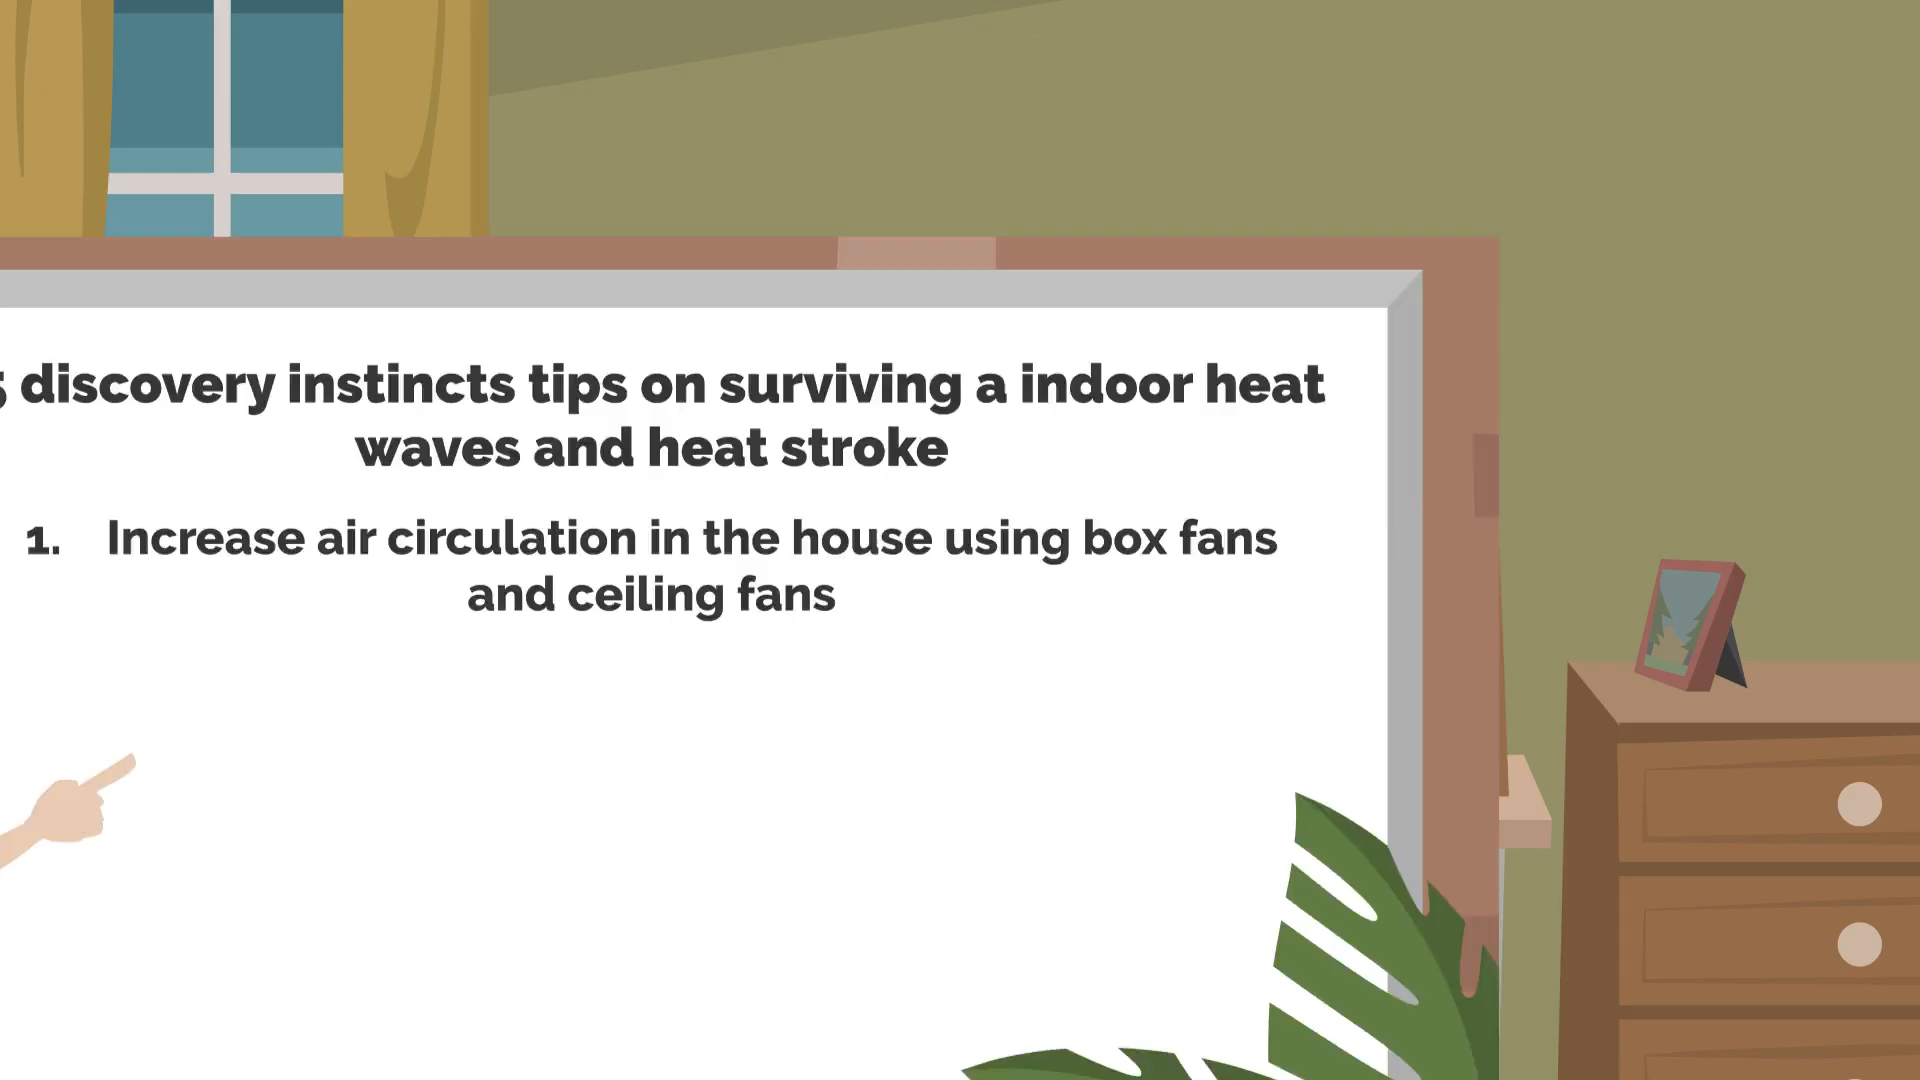 discovery instincts tips on surviving a indoor heat
waves and heat stroke
1. Increase air circulation in the house using box fans
and ceiling fans